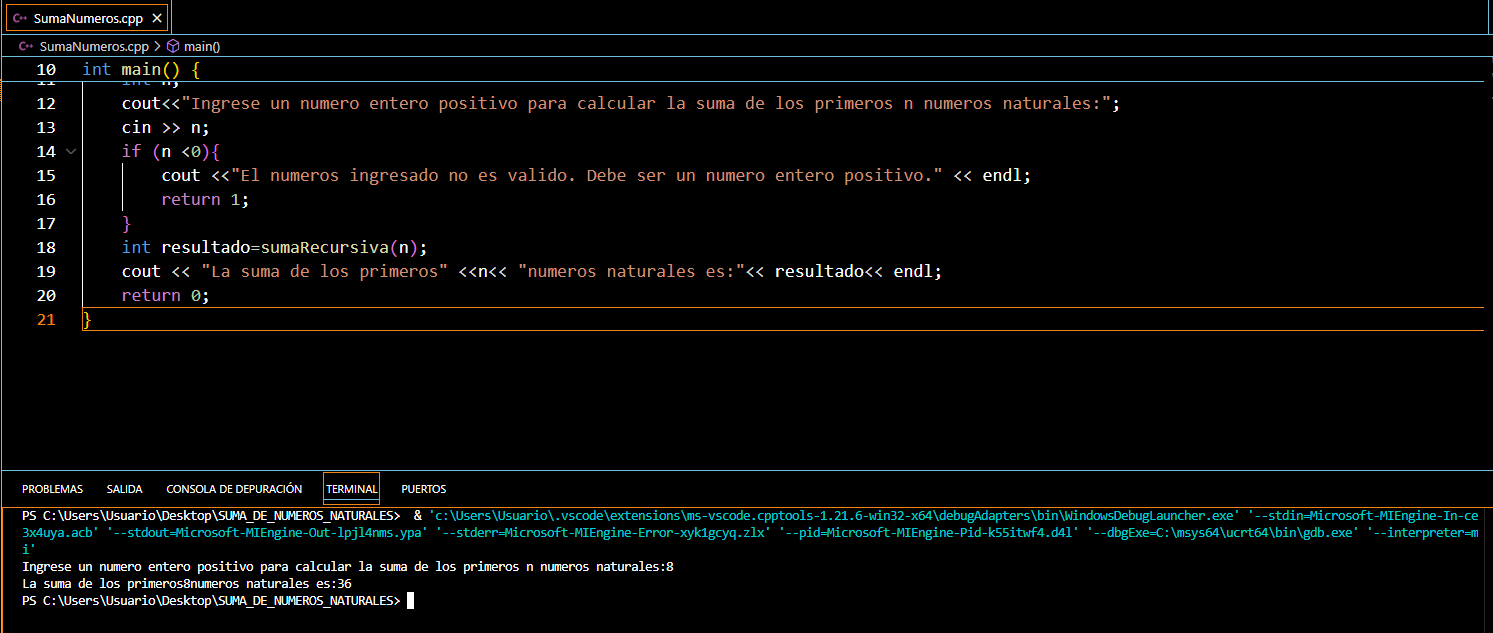 SumaNumeros.cpp
SumaNumeros.cpp > main()
10 int main() {
11 int n;
12 cout<<"Ingrese un numero entero positivo para calcular la suma de los primeros n numeros naturales:";
13 cin >> n;
14 if (n <0){
15 cout <<"El numeros ingresado no es valido. Debe ser un numero entero positivo." << endl;
16 return 1;
17 }
18 int resultado=sumaRecursiva(n);
19 cout << "La suma de los primeros" <<n<< "numeros naturales es:"<< resultado<< endl;
20 return 0;
21 }
PROBLEMAS SALIDA CONSOLA DE DEPURACIÓN TERMINAL PUERTOS
PS C:\Users\Usuario\Desktop\SUMA_DE_NUMEROS_NATURALES> & 'c:\Users\Usuario\.vscode\extensions\ms-vscode.cpptools-1.21.6-win32-x64\debugAdapters\bin\WindowsDebugLauncher.exe' '--stdin=Microsoft-MIEngine-In-ce
3x4uya.acb' '--stdout=Microsoft-MIEngine-Out-lpjl4nms.ypa' '--stderr=Microsoft-MIEngine-Error-xyk1gcyq.zlx' '--pid=Microsoft-MIEngine-Pid-k55itwf4.d4l' '--dbgExe=C:\msys64\ucrt64\bin\gdb.exe' '--interpreter=m
i'
Ingrese un numero entero positivo para calcular la suma de los primeros n numeros naturales:8
La suma de los primeros8numeros naturales es:36
PS C:\Users\Usuario\Desktop\SUMA_DE_NUMEROS_NATURALES>